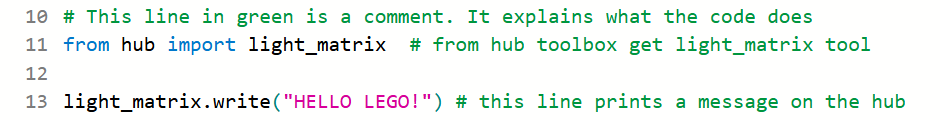 10 # This line in green is a comment. It explains what the code does
11 from hub import light_matrix  # from hub toolbox get light_matrix tool
12
13 light_matrix.write("HELLO LEGO!") # this line prints a message on the hub